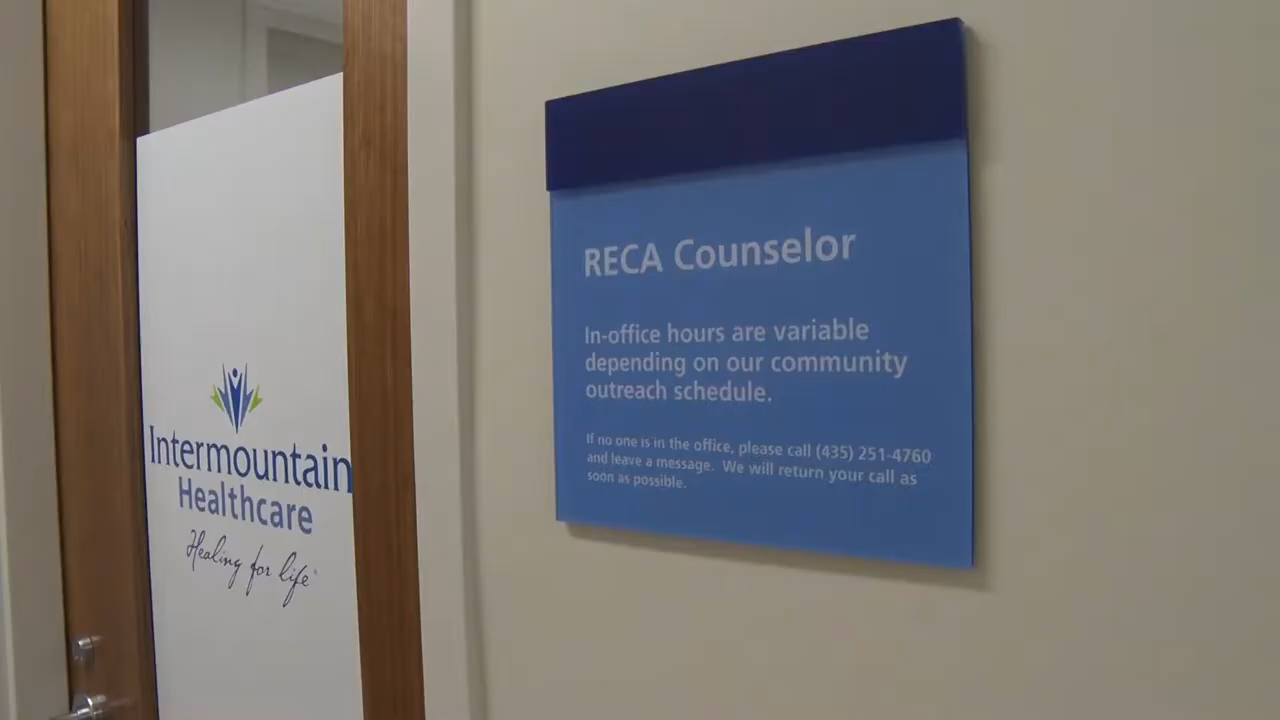 Intermountain
Healthcare
Healing for life®
RECA Counselor
In-office hours are variable
depending on our community
outreach schedule.
If no one is in the office, please call (435) 251-4760
and leave a message. We will return your call as
soon as possible.